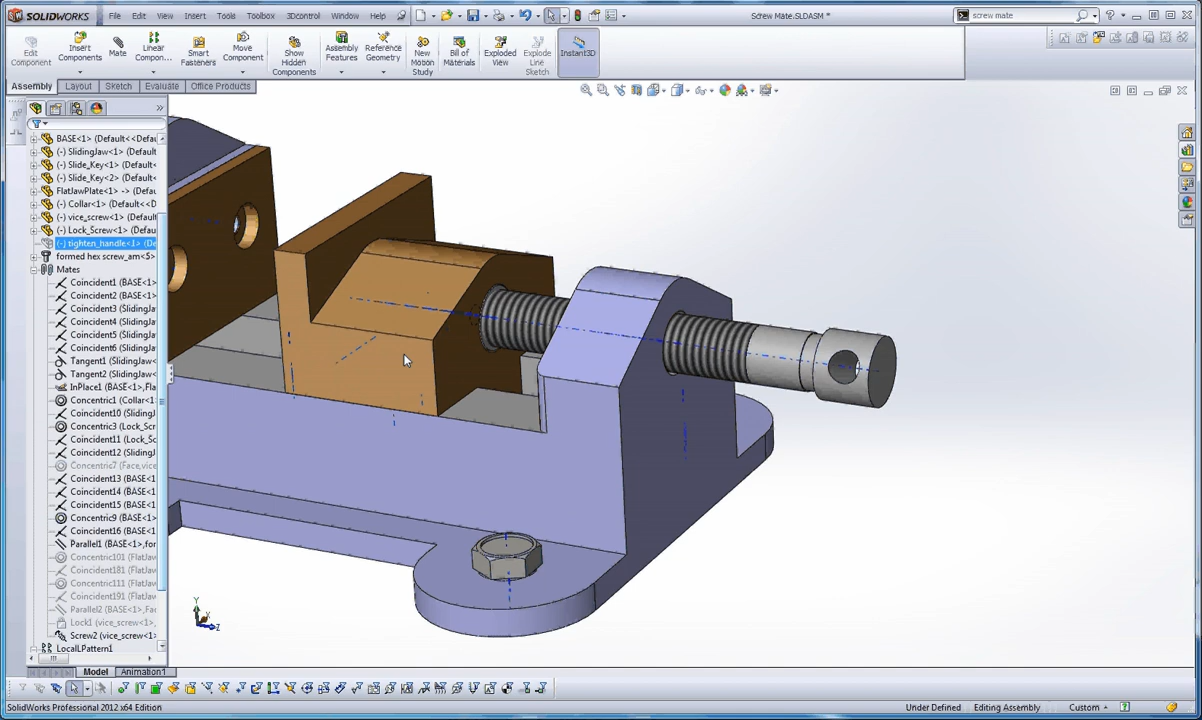 SOLIDWORKS File Edit View Insert Tools Toolbox 3Dcontrol Window Help Screw Mate.SLDASM * screw mate
Edit Component
Insert Components
Mate
Linear Compon...
Smart Fasteners
Move Component
Show Hidden Components
Assembly Features
Reference Geometry
New Motion Study
Bill of Materials
Exploded View
Explode Line Sketch
Instant3D
Assembly Layout Sketch Evaluate Office Products
BASE<1> (Default<<Defau
(-) SlidingJaw<1> (Defau
(-) Slide_Key<1> (Default<
(-) Slide_Key<2> (Default<
FlatJawPlate<1> -> (Defau
(-) Collar<1> (Default<<De
(-) vice_screw<1> (Default
(-) Lock_Screw<1> (Defaul
(-) tighten_handle<1> (De
formed hex screw_am<5>
Mates
Coincident1 (BASE<1>
Coincident2 (BASE<1>
Coincident3 (SlidingJa
Coincident4 (SlidingJa
Coincident5 (SlidingJa
Coincident6 (SlidingJa
Tangent1 (SlidingJaw<
Tangent2 (SlidingJaw<
InPlace1 (BASE<1>,Fla
Concentric1 (Collar<1>
Coincident10 (SlidingJ
Concentric3 (Lock_Scr
Coincident11 (Lock_Sc
Coincident12 (SlidingJ
Concentric7 (Face,vice
Coincident13 (BASE<1
Coincident14 (BASE<1
Coincident15 (BASE<1
Concentric9 (BASE<1>
Coincident16 (BASE<1
Parallel1 (BASE<1>,for
Concentric101 (FlatJaw
Coincident181 (FlatJaw
Concentric111 (FlatJaw
Coincident191 (FlatJaw
Parallel2 (BASE<1>,Fa
Lock1 (vice_screw<1>
Screw2 (vice_screw<1>
LocalLPattern1
Y
X
Z
Model Animation1
SolidWorks Professional 2012 x64 Edition Under Defined Editing Assembly Custom